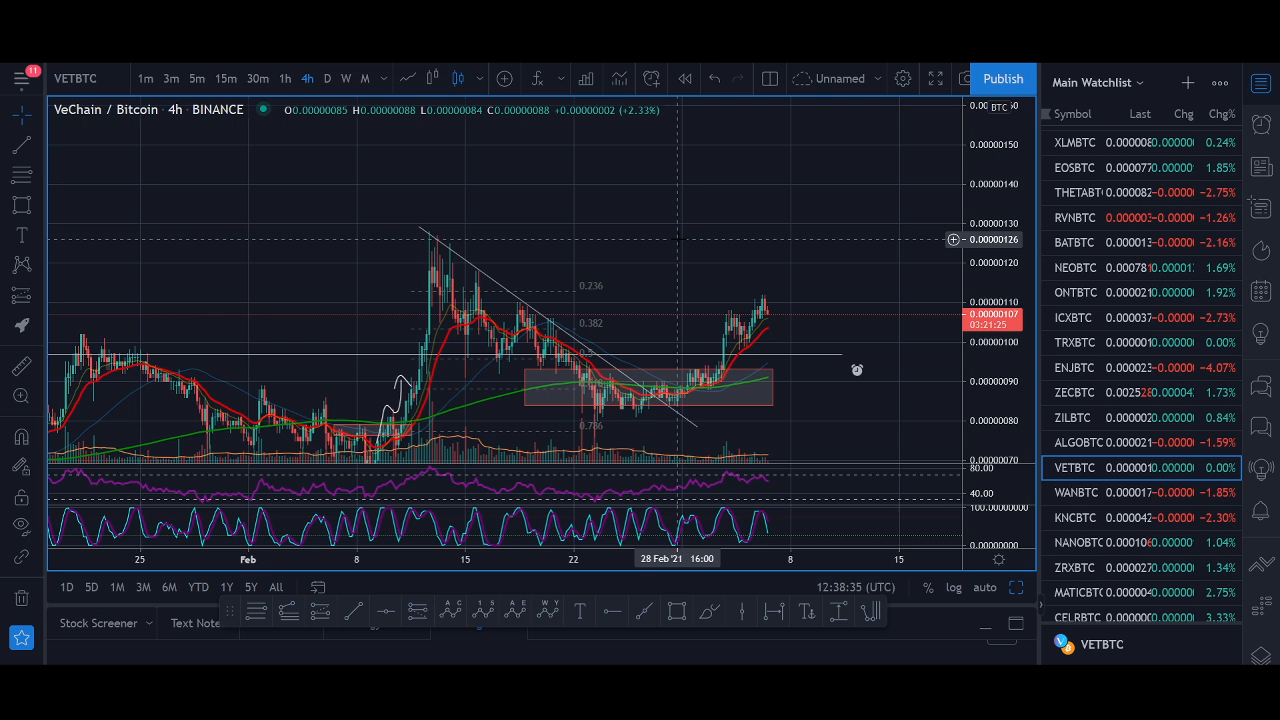 11
VETBTC 1m 3m 5m 15m 30m 1h 4h D W M Unnamed Publish
Main Watchlist
VeChain / Bitcoin · 4h · BINANCE O0.00000085 H0.00000088 L0.00000084 C0.00000088 +0.00000002 (+2.33%)
BTC
Symbol Last Chg Chg%
XLMBTC 0.24%
EOSBTC 1.85%
THETABTC −2.75%
RVNBTC −1.26%
BATBTC −2.16%
NEOBTC 1.69%
ONTBTC 1.92%
ICXBTC −2.73%
TRXBTC 0.00%
ENJBTC −4.07%
ZECBTC 1.73%
ZILBTC 0.84%
ALGOBTC −1.59%
VETBTC 0.00%
WANBTC −1.85%
KNCBTC −2.30%
NANOBTC 1.04%
ZRXBTC 1.34%
MATICBTC 2.75%
CELRBTC 3.33%
VETBTC
0.00000150
0.00000140
0.00000130
0.00000126
0.00000120
0.00000110
0.00000107
03:21:25
0.00000100
0.00000090
0.00000080
0.00000070
80.00
40.00
100.00000000
0.00000000
0.236
0.382
0.786
25 Feb 8 15 22 28 Feb '21 16:00 8 15
1D 5D 1M 3M 6M YTD 1Y 5Y All 12:38:35 (UTC) % log auto
Stock Screener Text Note